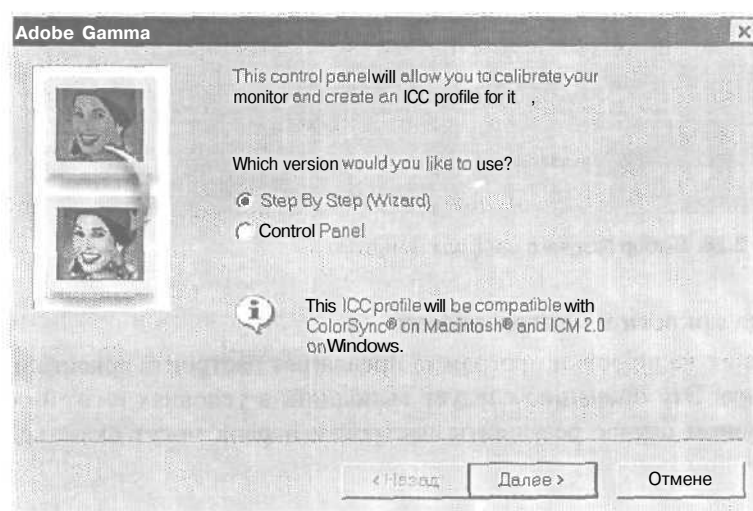 Adobe Gamma
This control panel will allow you to calibrate your
monitor and create an ICC profile for it ,
Which version would you like to use?
Step By Step (Wizard)
Control Panel
This ICC profile will be compatible with
ColorSync® on Macintosh® and ICM 2.0
on Windows.
< Назад
Далее >
Отмене